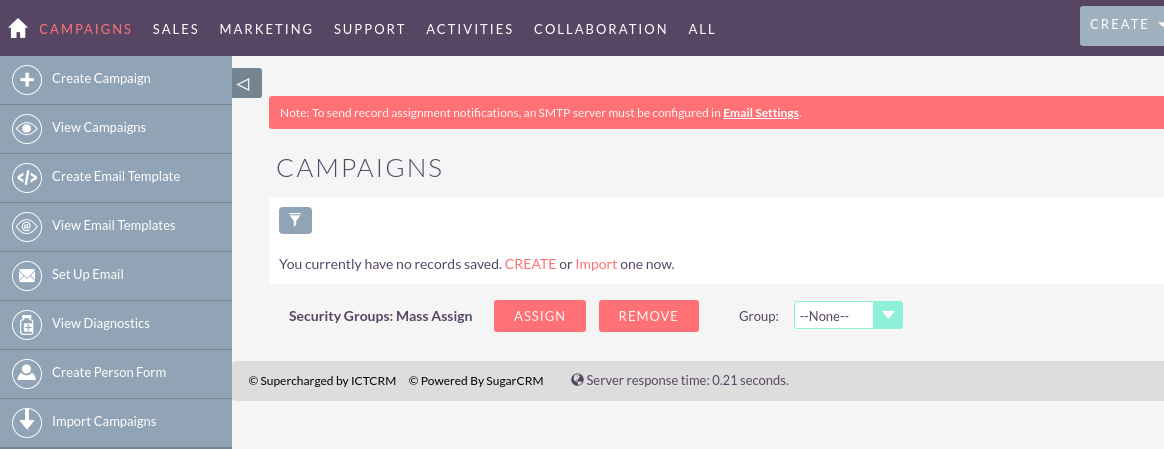 CAMPAIGNS SALES MARKETING SUPPORT ACTIVITIES COLLABORATION ALL CREATE
Create Campaign
View Campaigns
Create Email Template
View Email Templates
Set Up Email
View Diagnostics
Create Person Form
Import Campaigns
Note: To send record assignment notifications, an SMTP server must be configured in Email Settings.
CAMPAIGNS
You currently have no records saved. CREATE or Import one now.
Security Groups: Mass Assign ASSIGN REMOVE Group: --None--
© Supercharged by ICTCRM © Powered By SugarCRM Server response time: 0.21 seconds.